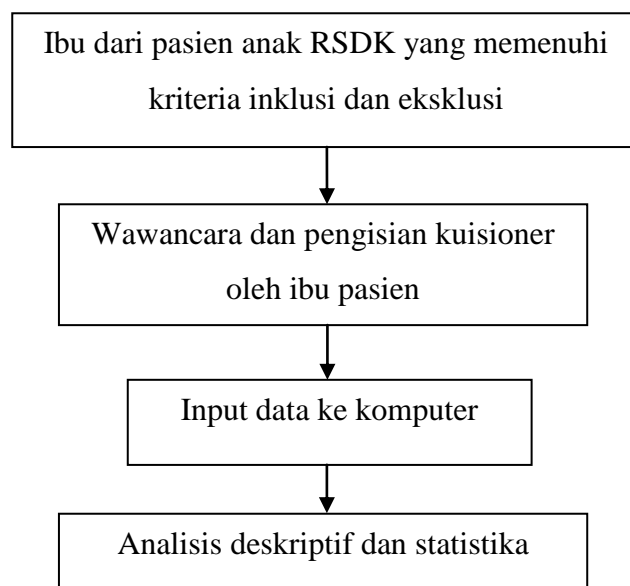 Ibu dari pasien anak RSDK yang memenuhi
kriteria inklusi dan eksklusi
Wawancara dan pengisian kuisioner
oleh ibu pasien
Input data ke komputer
Analisis deskriptif dan statistika